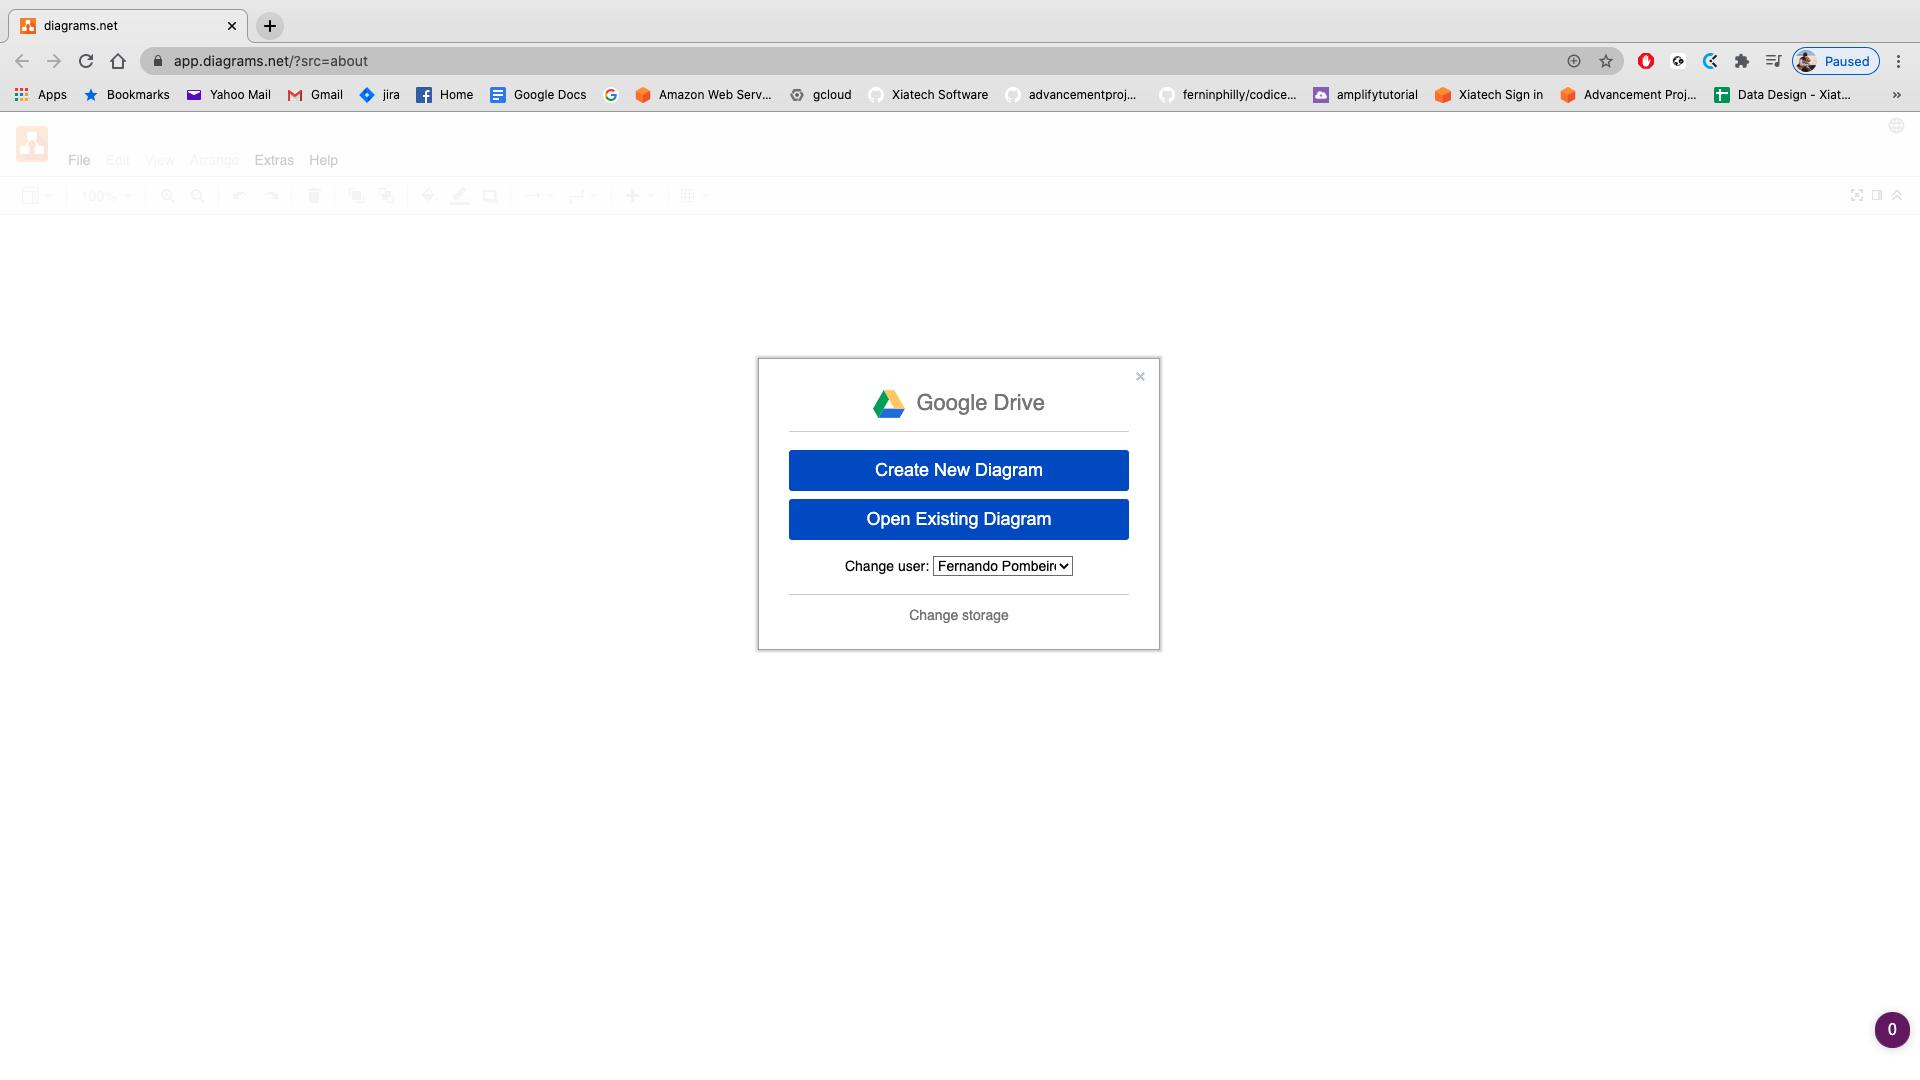 diagrams.net
app.diagrams.net/?src=about
Paused
Apps
Bookmarks
Yahoo Mail
Gmail
jira
Home
Google Docs
Amazon Web Serv...
gcloud
Xiatech Software
advancementproj...
ferninphilly/codice...
amplifytutorial
Xiatech Sign in
Advancement Proj...
Data Design - Xiat...
»
File Edit View Arrange Extras Help
100%
Google Drive
Create New Diagram
Open Existing Diagram
Change user: Fernando Pombeir
Change storage
0